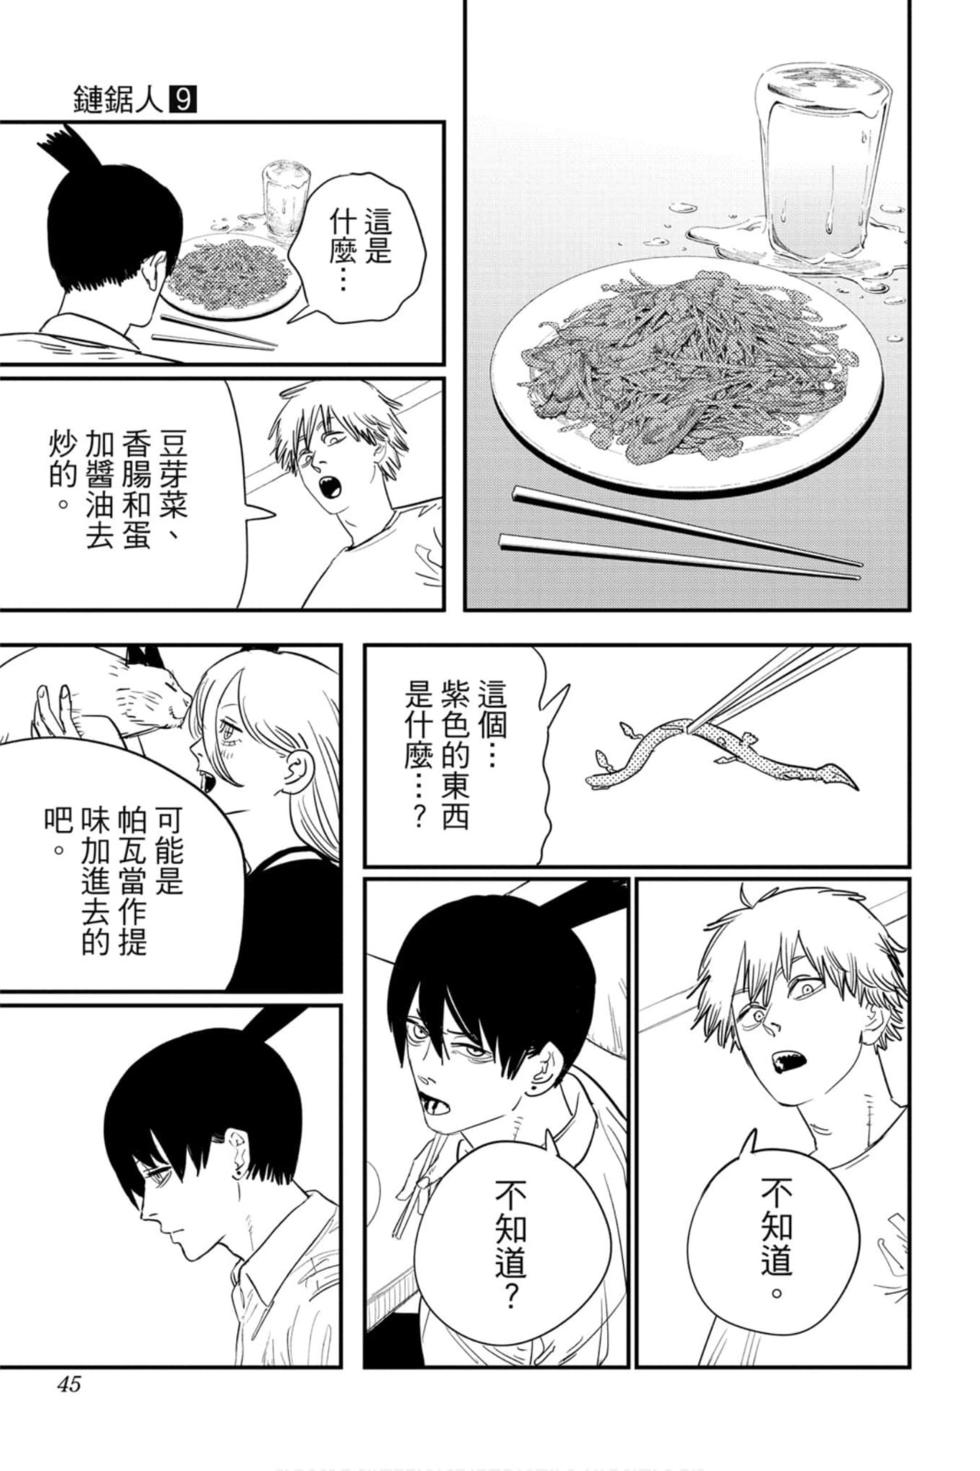 鏈鋸人9
這是
什麼…
豆芽菜、
香腸和蛋
加醬油去
炒的。
這個…
紫色的東西
是什麼…?
不知道。
不知道?
可能是
帕瓦當作提
味加進去的
吧。
45